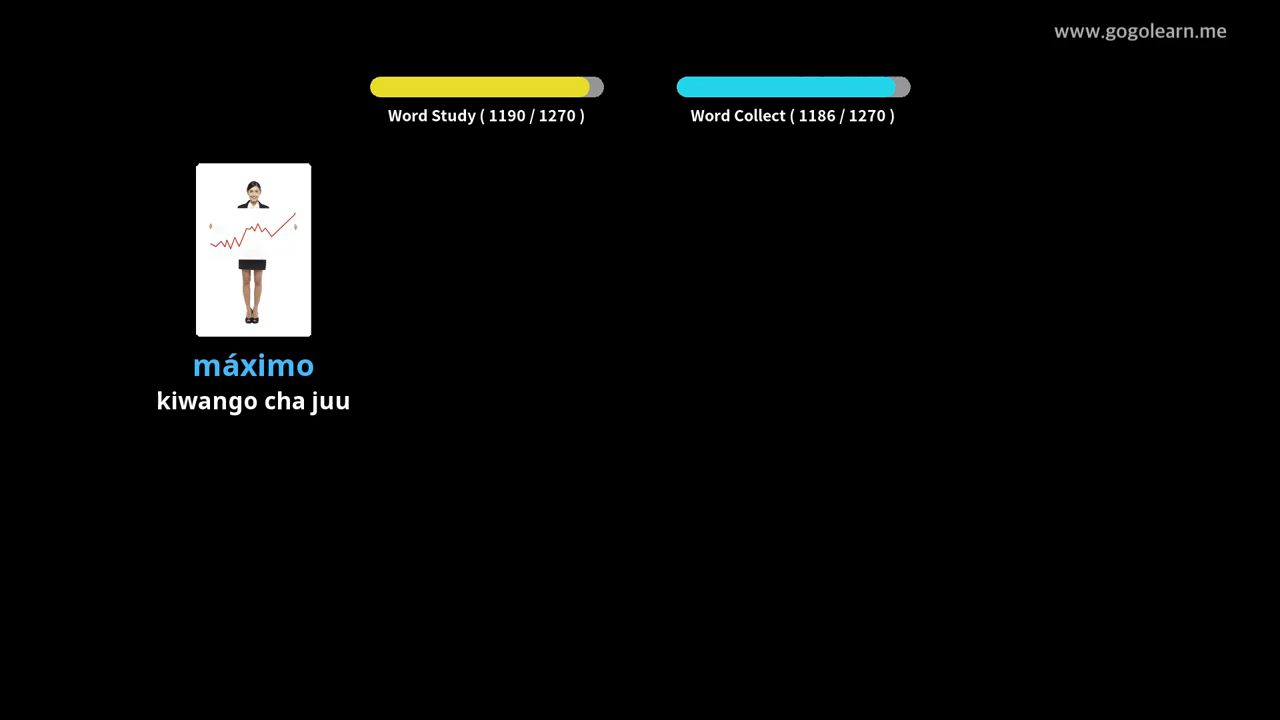 www.gogolearn.me
Word Study ( 1190 / 1270 )
Word Collect ( 1186 / 1270 )
máximo
kiwango cha juu